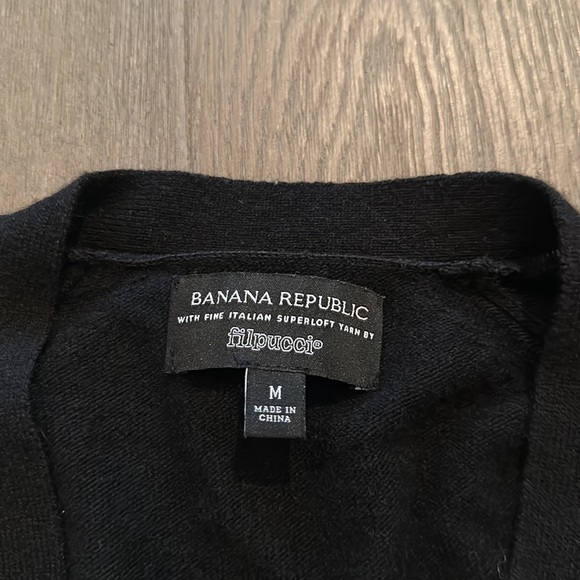 BANANA REPUBLIC
WITH FINE ITALIAN SUPERLOFT YARN BY
filpucci®
M
MADE IN
CHINA